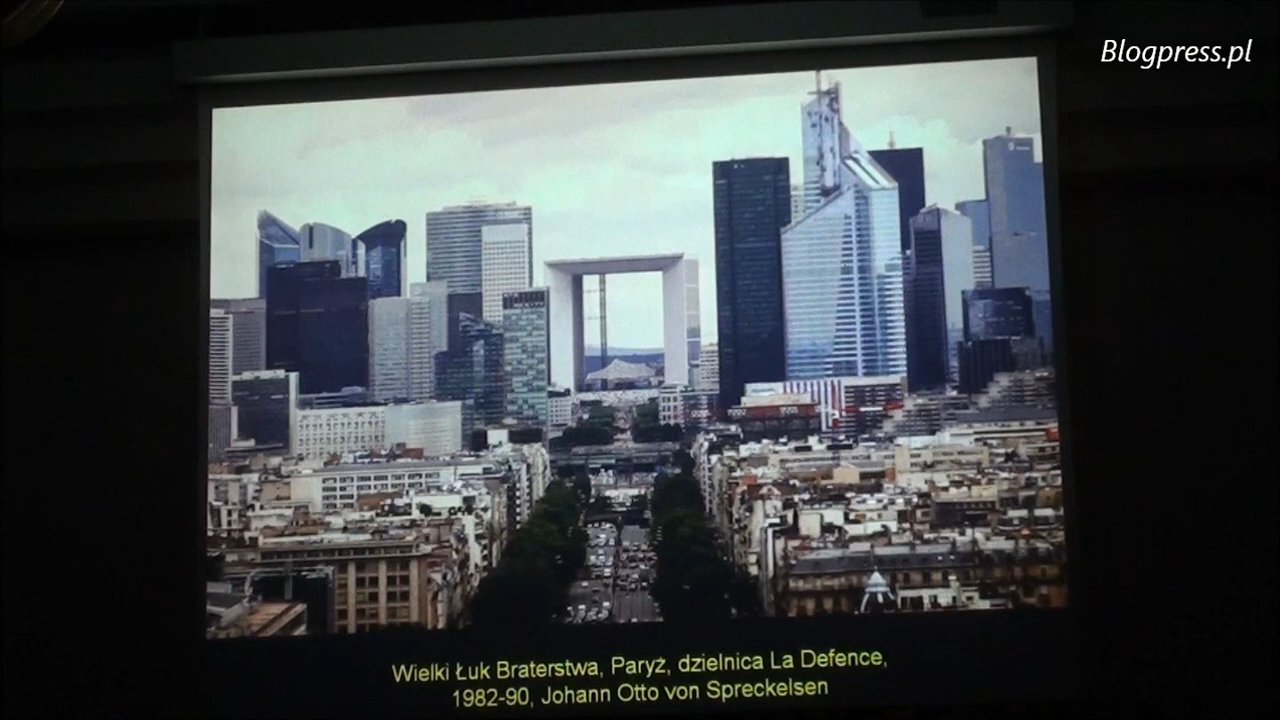 Blogpress.pl
Wielki Łuk Braterstwa, Paryż, dzielnica La Defence,
1982-90, Johann Otto von Spreckelsen